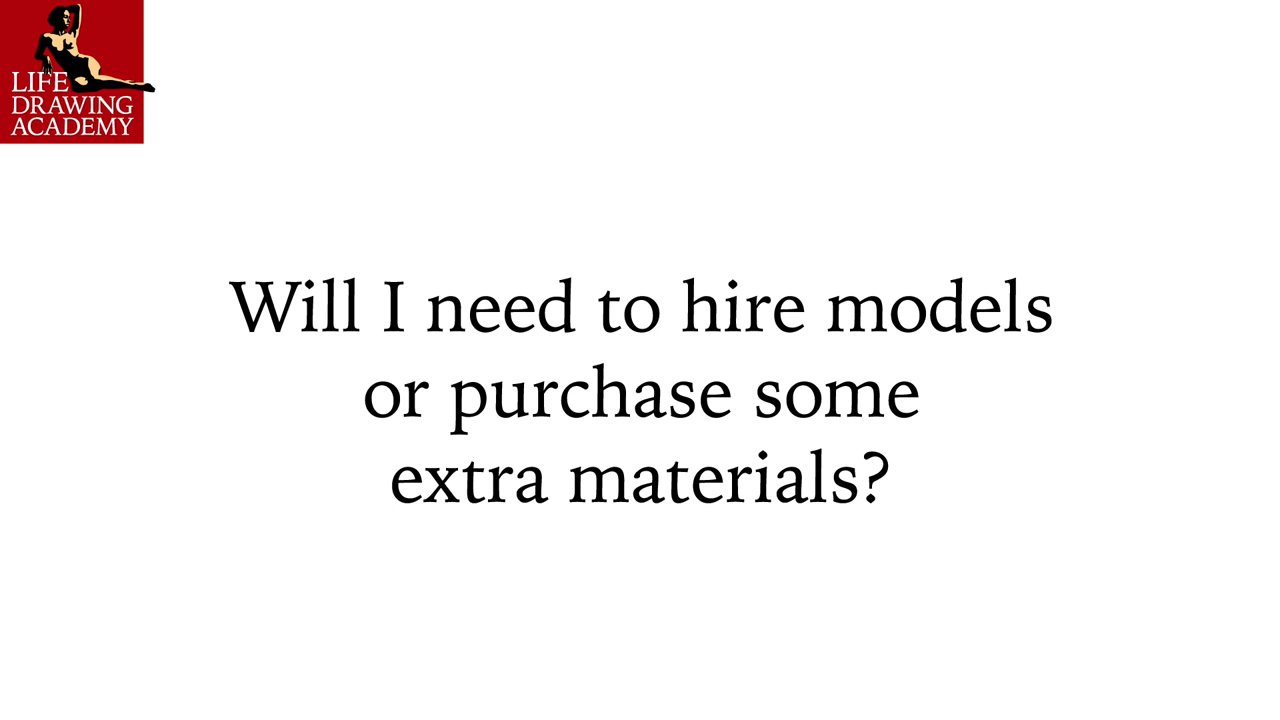 LIFE
DRAWING
ACADEMY
Will I need to hire models
or purchase some
extra materials?